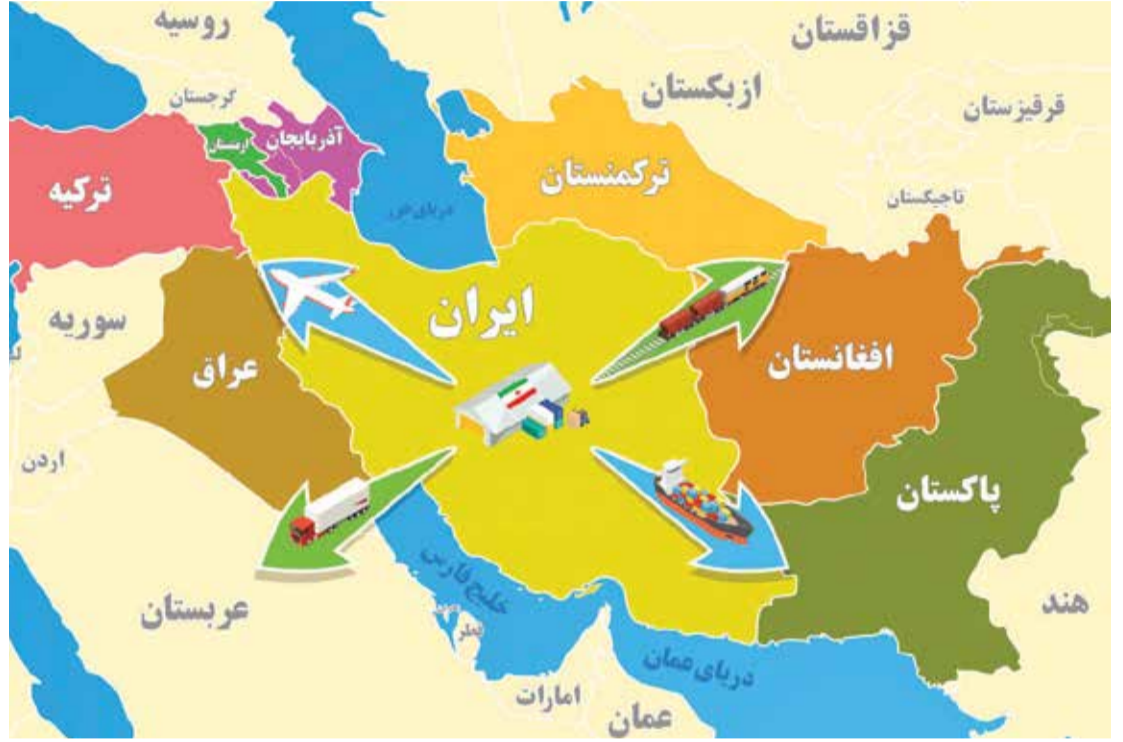 روسیه
قزاقستان
ازبکستان
گرجستان
قرقیزستان
ارمنستان
آذربایجان
ترکمنستان
ترکیه
تاجیکستان
دریای خزر
ایران
سوریه
افغانستان
عراق
اردن
پاکستان
خلیج فارس
عربستان
هند
قطر
دریای عمان
امارات
عمان